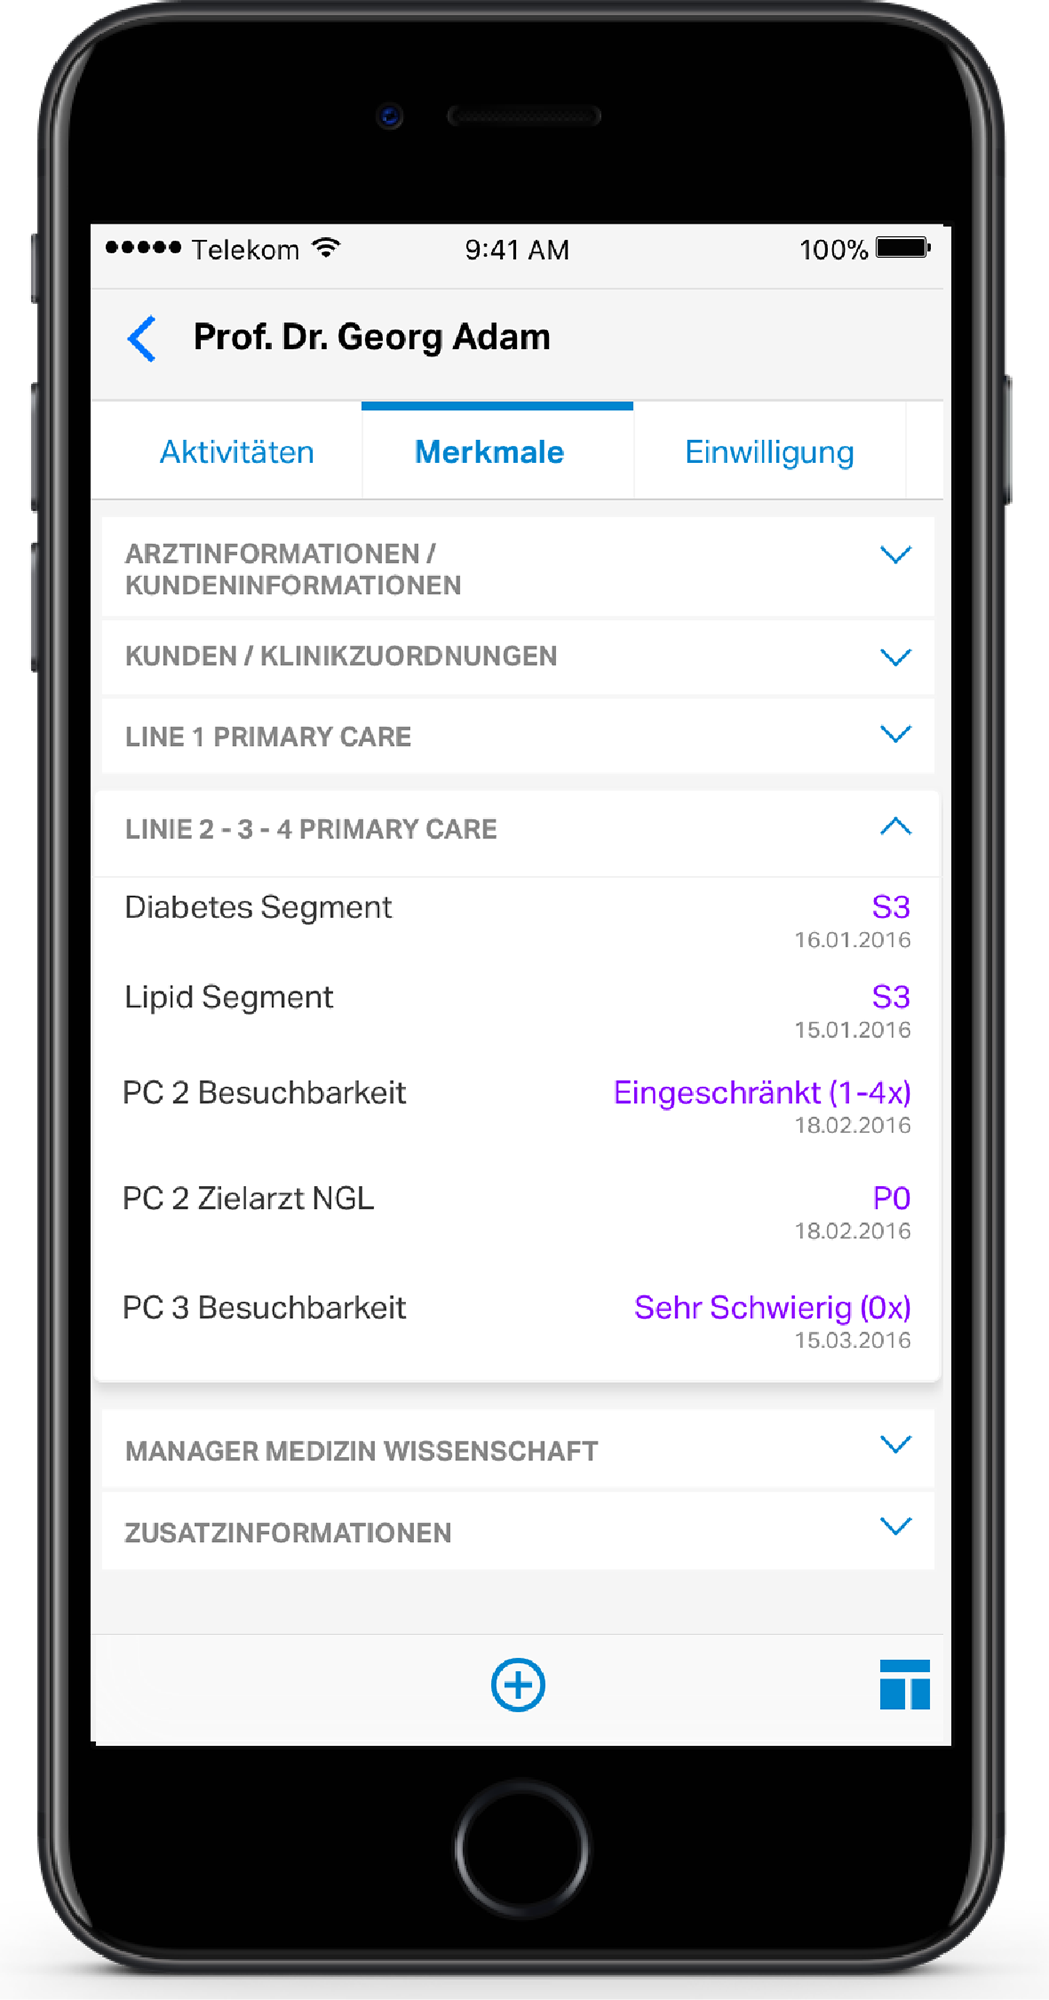 Telekom 9:41 AM 100%
Prof. Dr. Georg Adam
Aktivitäten Merkmale Einwilligung
ARZTINFORMATIONEN /
KUNDENINFORMATIONEN
KUNDEN / KLINIKZUORDNUNGEN
LINE 1 PRIMARY CARE
LINIE 2 - 3 - 4 PRIMARY CARE
Diabetes Segment S3
16.01.2016
Lipid Segment S3
15.01.2016
PC 2 Besuchbarkeit Eingeschränkt (1-4x)
18.02.2016
PC 2 Zielarzt NGL P0
18.02.2016
PC 3 Besuchbarkeit Sehr Schwierig (0x)
15.03.2016
MANAGER MEDIZIN WISSENSCHAFT
ZUSATZINFORMATIONEN